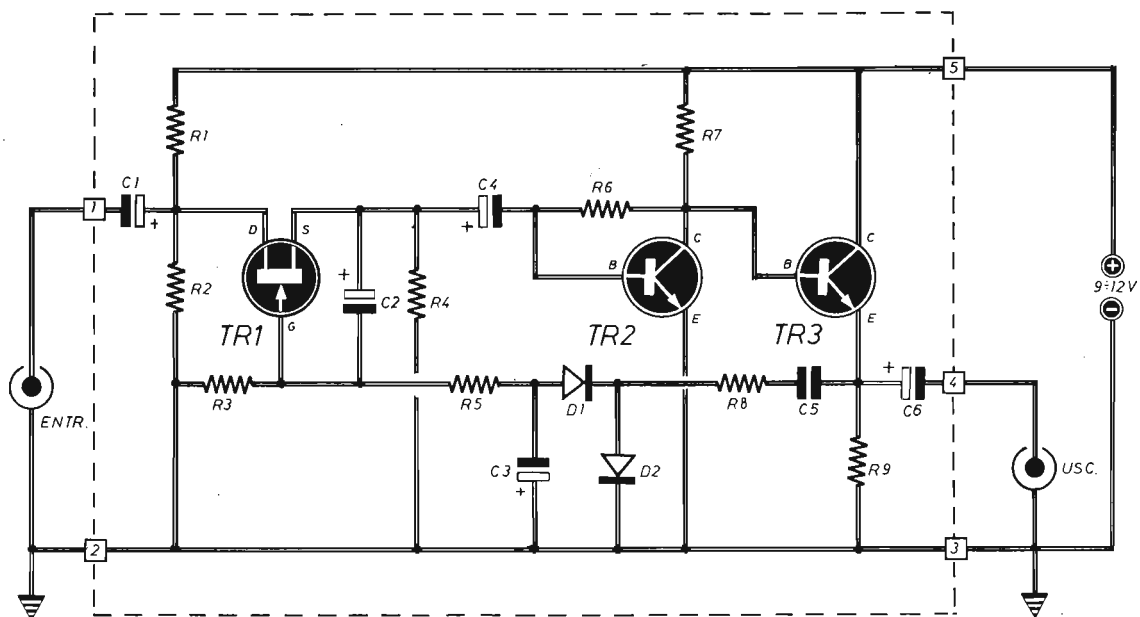 5
R1
R7
C1
C4
R6
1
+
D
S
+
C
C
R2
+
B
B
9÷12V
C2
R4
G
E
E
TR1
TR2
TR3
+
4
R3
R5
D1
R8
C5
C6
ENTR.
C3
+
D2
R9
USC.
2
3